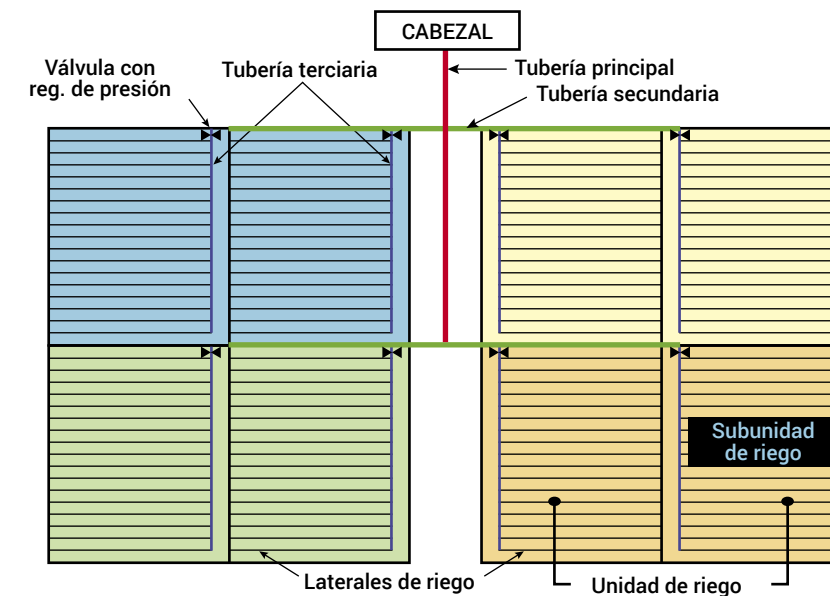 CABEZAL
Válvula con
reg. de presión
Tubería terciaria
Tubería principal
Tubería secundaria
Subunidad
de riego
Laterales de riego
Unidad de riego